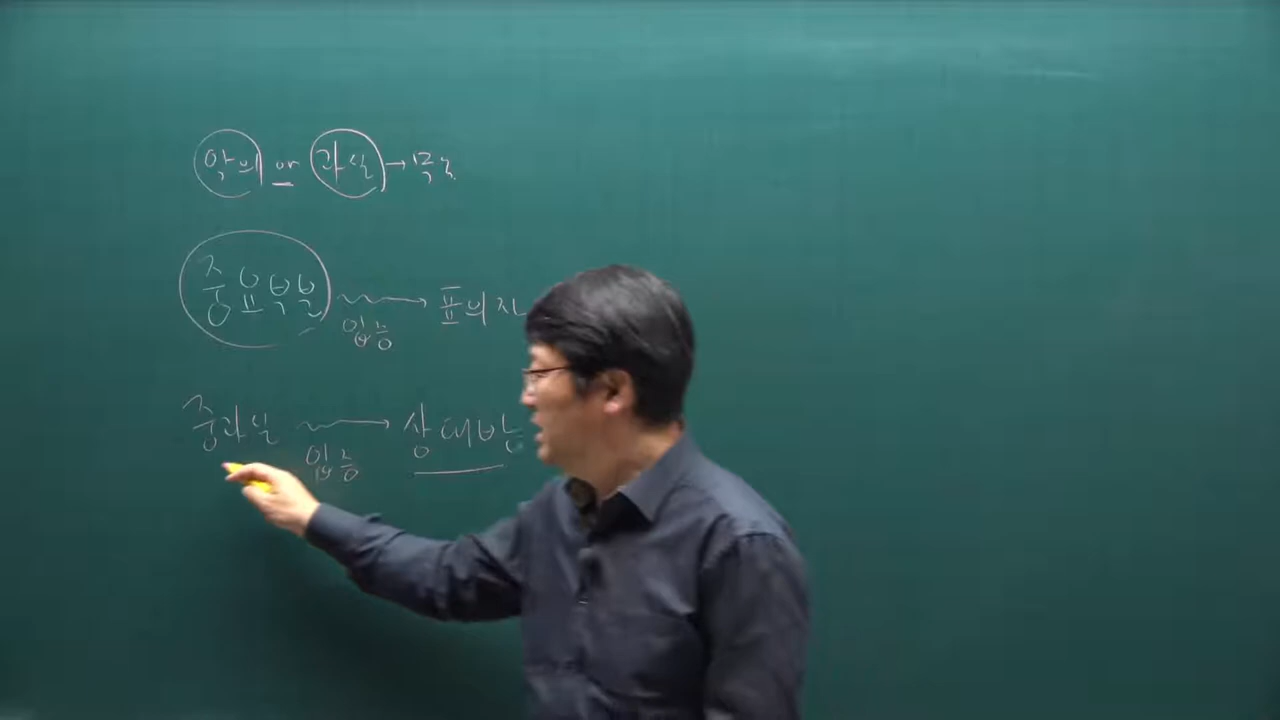 악의 or 과실 → 무효
중요부분 → 표의자
입증
중과실 → 상대방
입증